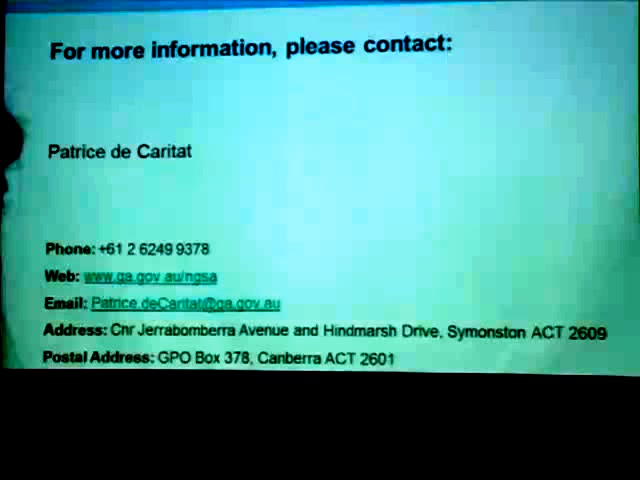 For more information, please contact:
Patrice de Caritat
Phone: +61 2 6249 9378
Web: www.ga.gov.au/ngsa
Email: Patrice.deCaritat@ga.gov.au
Address: Cnr Jerrabomberra Avenue and Hindmarsh Drive, Symonston ACT 2609
Postal Address: GPO Box 378, Canberra ACT 2601